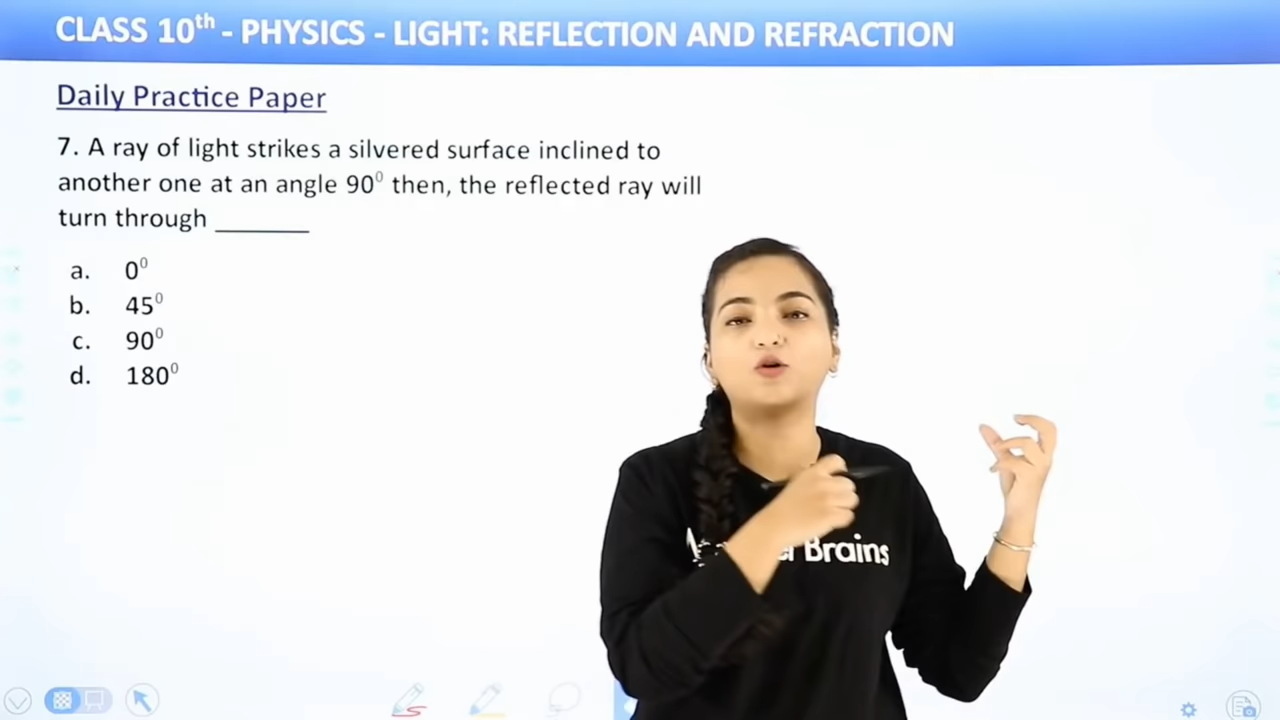 CLASS 10th - PHYSICS - LIGHT: REFLECTION AND REFRACTION
Daily Practice Paper
7. A ray of light strikes a silvered surface inclined to
another one at an angle 90⁰ then, the reflected ray will
turn through ______
a. 0⁰
b. 45⁰
c. 90⁰
d. 180⁰
Brains